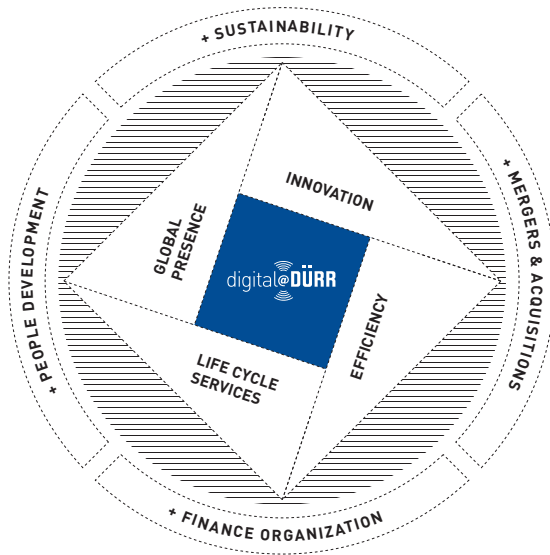 + SUSTAINABILITY
INNOVATION
GLOBAL
PRESENCE
+ PEOPLE DEVELOPMENT
+ MERGERS & ACQUISITIONS
digital@DÜRR
EFFICIENCY
LIFE CYCLE
SERVICES
+ FINANCE ORGANIZATION